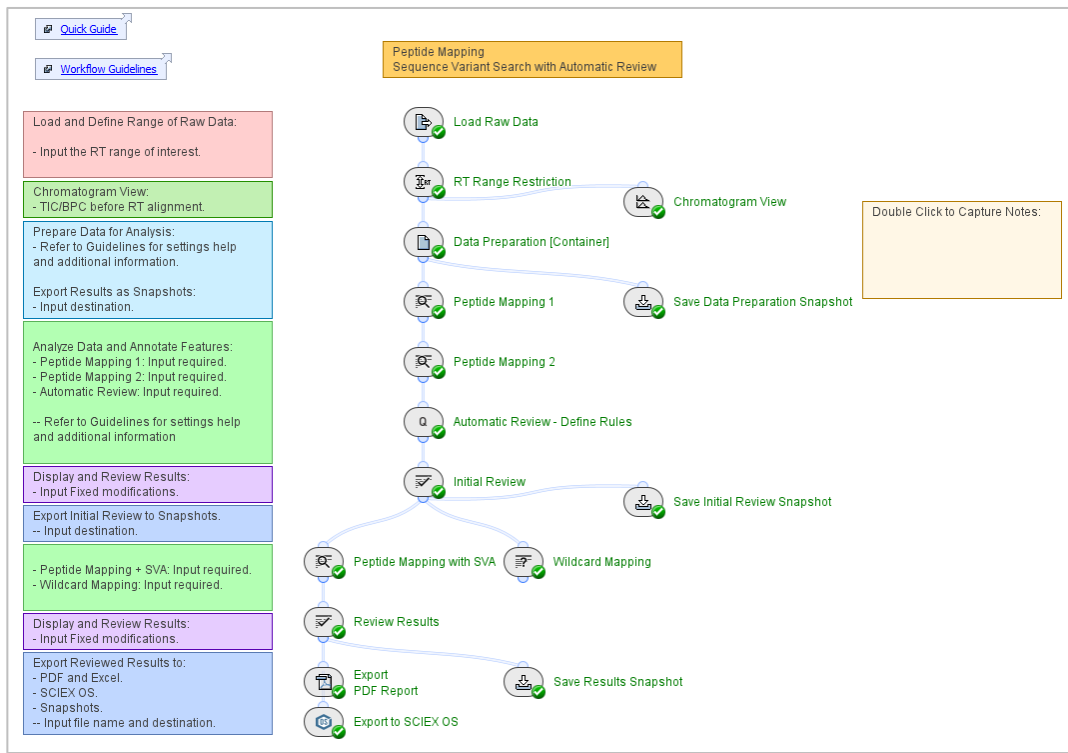 Quick Guide
Workflow Guidelines
Peptide Mapping
Sequence Variant Search with Automatic Review
Load and Define Range of Raw Data:
- Input the RT range of interest.
Chromatogram View:
- TIC/BPC before RT alignment.
Prepare Data for Analysis:
- Refer to Guidelines for settings help
and additional information.
Export Results as Snapshots:
- Input destination.
Analyze Data and Annotate Features:
- Peptide Mapping 1: Input required.
- Peptide Mapping 2: Input required.
- Automatic Review: Input required.
-- Refer to Guidelines for settings help
and additional information
Display and Review Results:
- Input Fixed modifications.
Export Initial Review to Snapshots.
-- Input destination.
- Peptide Mapping + SVA: Input required.
- Wildcard Mapping: Input required.
Display and Review Results:
- Input Fixed modifications.
Export Reviewed Results to:
- PDF and Excel.
- SCIEX OS.
- Snapshots.
-- Input file name and destination.
Load Raw Data
RT
RT Range Restriction
Chromatogram View
Data Preparation [Container]
Peptide Mapping 1
Save Data Preparation Snapshot
Peptide Mapping 2
Q
Automatic Review - Define Rules
Initial Review
Save Initial Review Snapshot
Peptide Mapping with SVA
?
Wildcard Mapping
Review Results
Export
PDF Report
Save Results Snapshot
OS
Export to SCIEX OS
Double Click to Capture Notes: